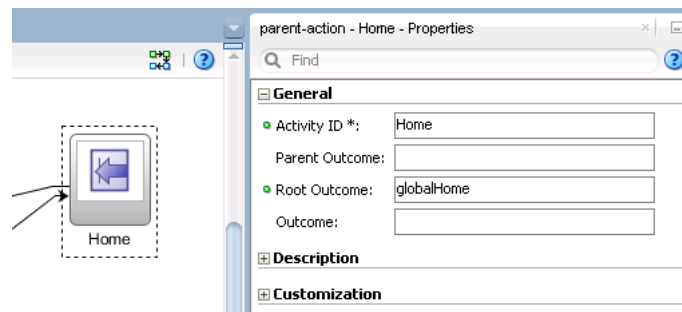 parent-action - Home - Properties
Find
General
Activity ID *: Home
Parent Outcome:
Root Outcome: globalHome
Outcome:
Description
Customization
Home